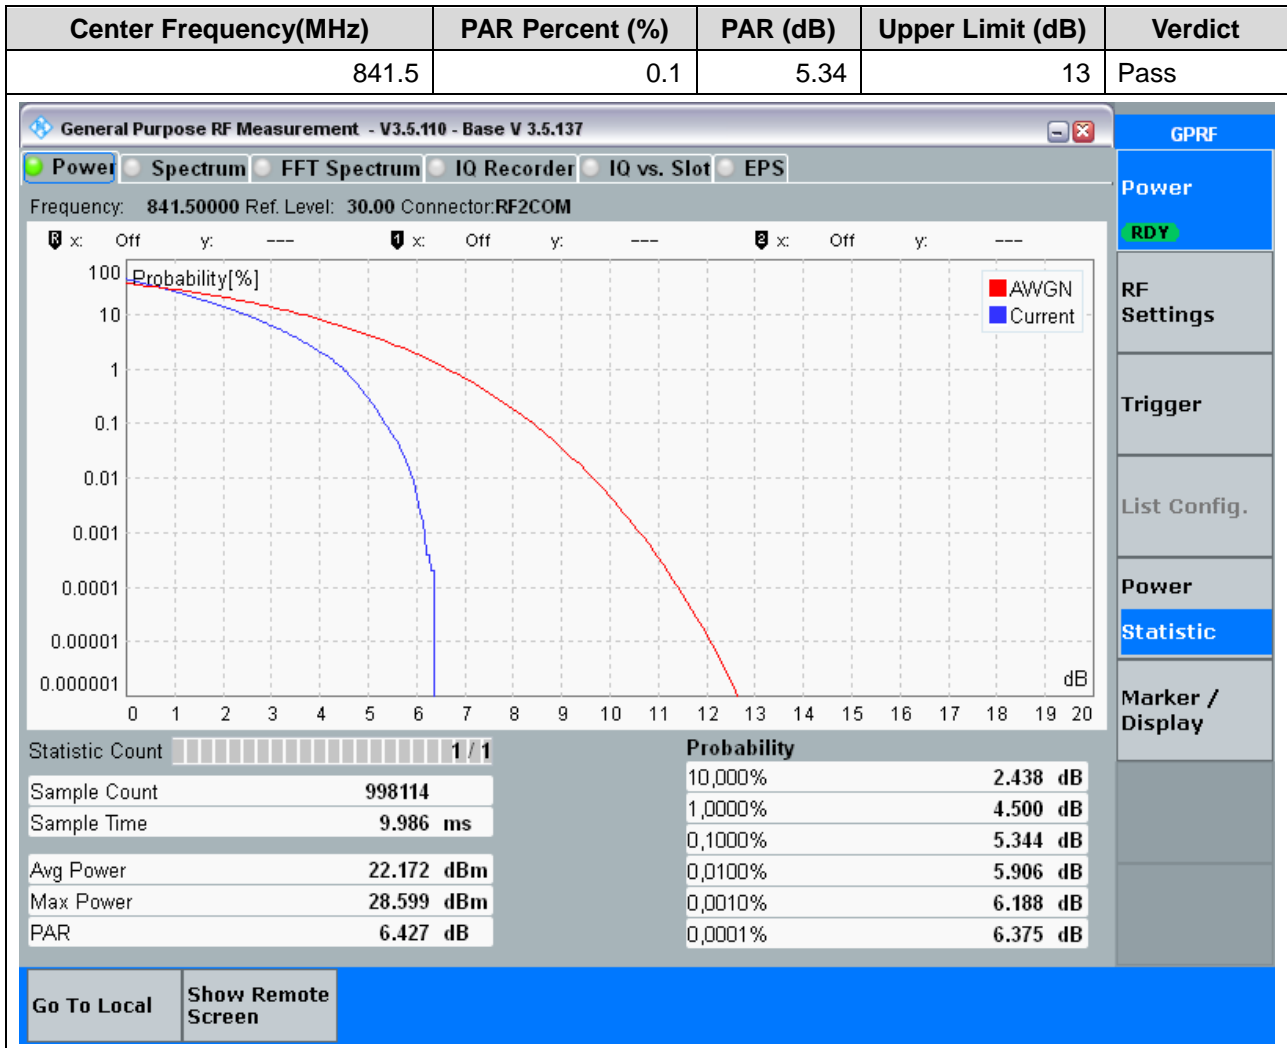 Center Frequency(MHz) PAR Percent (%) PAR (dB) Upper Limit (dB) Verdict
841.5 0.1 5.34 13 Pass
General Purpose RF Measurement - V3.5.110 - Base V 3.5.137
GPRF
Power Spectrum FFT Spectrum IQ Recorder IQ vs. Slot EPS
Frequency: 841.50000 Ref. Level: 30.00 Connector:RF2COM
R x: Off y: --- 1 x: Off y: --- 2 x: Off y: ---
Probability[%]
AWGN
Current
100
10
1
0.1
0.01
0.001
0.0001
0.00001
0.000001
dB
0 1 2 3 4 5 6 7 8 9 10 11 12 13 14 15 16 17 18 19 20
Statistic Count 1 / 1
Sample Count 998114
Sample Time 9.986 ms
Avg Power 22.172 dBm
Max Power 28.599 dBm
PAR 6.427 dB
Probability
10,000% 2.438 dB
1,0000% 4.500 dB
0,1000% 5.344 dB
0,0100% 5.906 dB
0,0010% 6.188 dB
0,0001% 6.375 dB
Power
RDY
RF
Settings
Trigger
List Config.
Power
Statistic
Marker /
Display
Go To Local
Show Remote
Screen